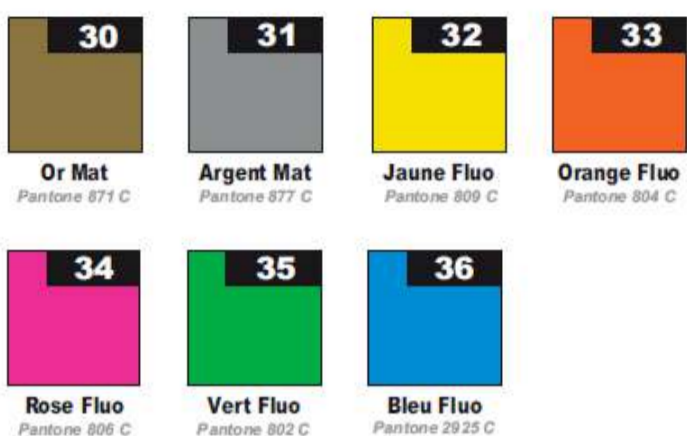 30 31 32 33
Or Mat Argent Mat Jaune Fluo Orange Fluo
Pantone 871 C Pantone 877 C Pantone 809 C Pantone 804 C
34 35 36
Rose Fluo Vert Fluo Bleu Fluo
Pantone 806 C Pantone 802 C Pantone 2925 C